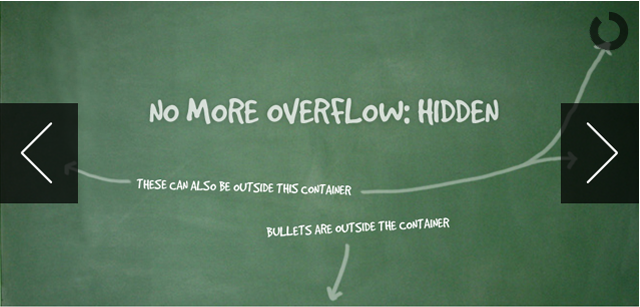 NO MORE OVERFLOW: HIDDEN
THESE CAN ALSO BE OUTSIDE THIS CONTAINER
BULLETS ARE OUTSIDE THE CONTAINER